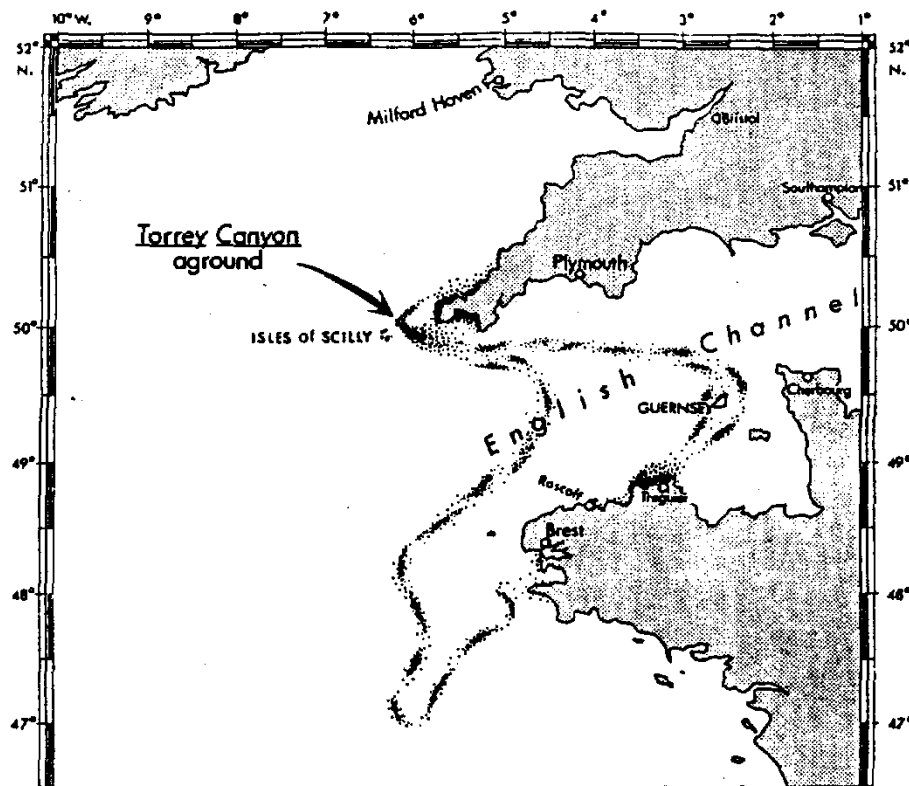 10° W. 9° 8° 7° 6° 5° 4° 3° 2° 1°
52° 52°
N. N.
Milford Haven
Bristol
51° 51°
Southampton
Torrey Canyon
aground
Plymouth
50° 50°
ISLES of SCILLY
English Channel
Cherbourg
GUERNSEY
49° 49°
Roscoff
Treguier
Brest
48° 48°
47° 47°